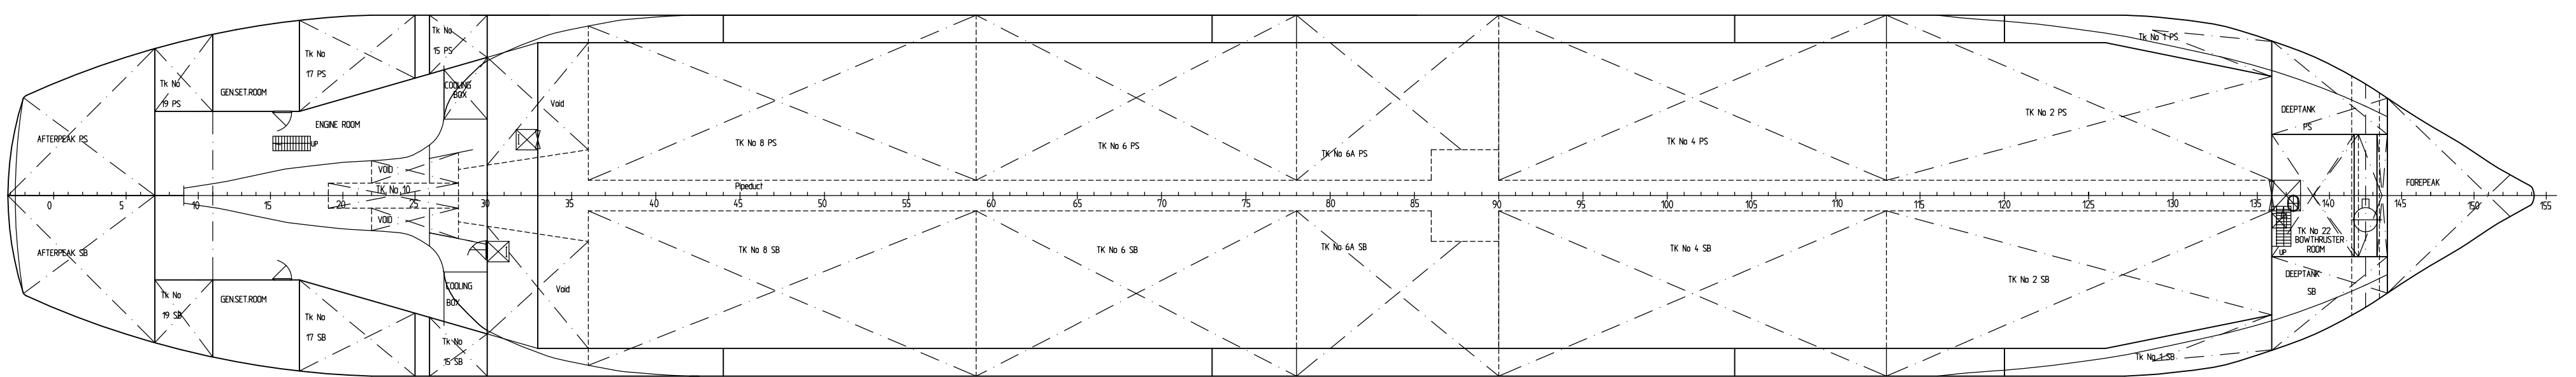 Tk No
15 PS
Tk No 1 PS
Tk No
17 PS
Tk No
19 PS
GEN.SET.ROOM
COOLING
BOX
Void
DEEPTANK
PS
ENGINE ROOM
AFTERPEAK PS
UP
TK No 8 PS
TK No 6 PS
TK No 6A PS
TK No 4 PS
TK No 2 PS
VOID
TK No 10
Pipeduct
FOREPEAK
0 5 10 15 20 25 30 35 40 45 50 55 60 65 70 75 80 85 90 95 100 105 110 115 120 125 130 135 140 145 150 155
VOID
AFTERPEAK SB
TK No 8 SB
TK No 6 SB
TK No 6A SB
TK No 4 SB
TK No 2 SB
TK No 22
BOWTHRUSTER
ROOM
UP
DEEPTANK
SB
Tk No
19 SB
GEN.SET.ROOM
COOLING
BOX
Void
Tk No
17 SB
Tk No
15 SB
Tk No 1 SB